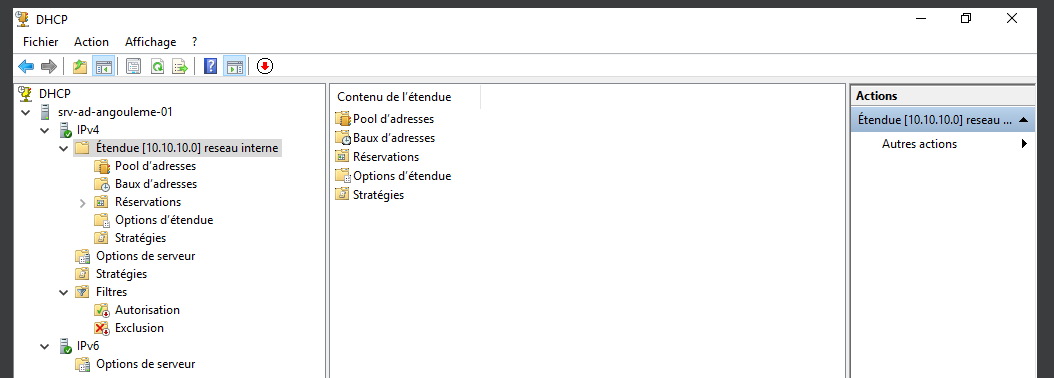 DHCP
Fichier Action Affichage ?
DHCP
srv-ad-angouleme-01
IPv4
Étendue [10.10.10.0] reseau interne
Pool d'adresses
Baux d'adresses
Réservations
Options d'étendue
Stratégies
Options de serveur
Stratégies
Filtres
Autorisation
Exclusion
IPv6
Options de serveur
Contenu de l'étendue
Pool d'adresses
Baux d'adresses
Réservations
Options d'étendue
Stratégies
Actions
Étendue [10.10.10.0] reseau ...
Autres actions